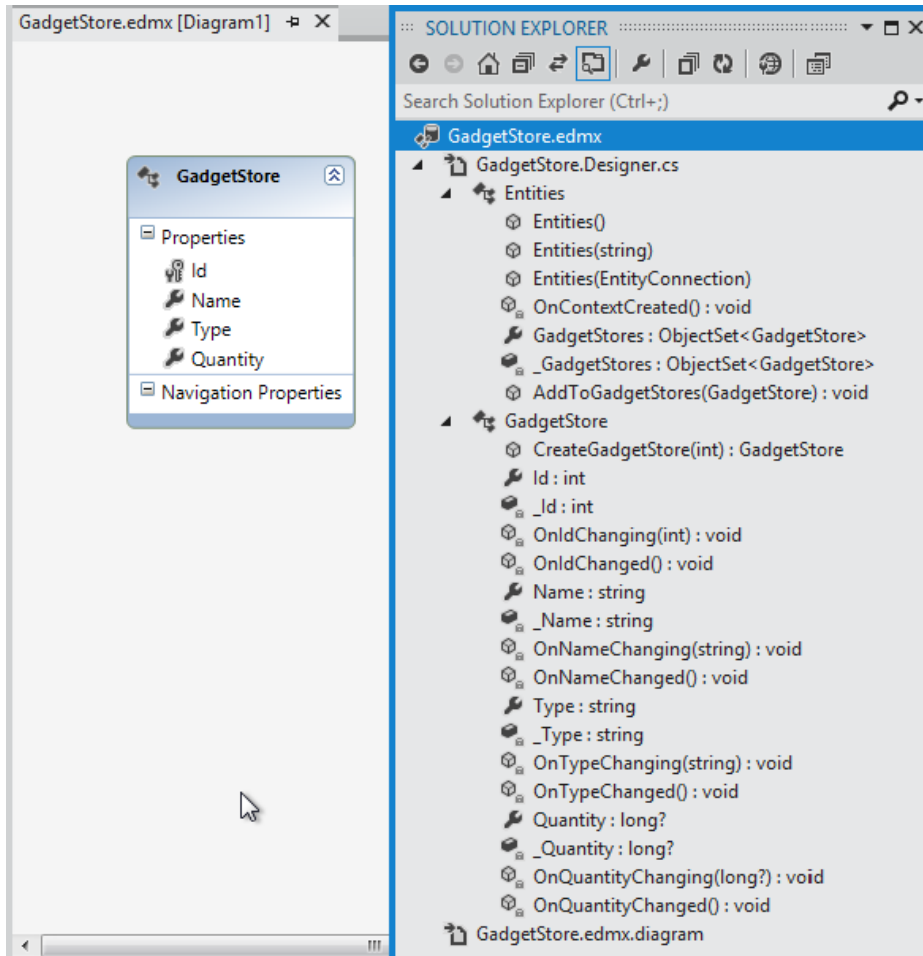 GadgetStore.edmx [Diagram1]
GadgetStore
Properties
Id
Name
Type
Quantity
Navigation Properties
SOLUTION EXPLORER
Search Solution Explorer (Ctrl+;)
GadgetStore.edmx
GadgetStore.Designer.cs
Entities
Entities()
Entities(string)
Entities(EntityConnection)
OnContextCreated() : void
GadgetStores : ObjectSet<GadgetStore>
_GadgetStores : ObjectSet<GadgetStore>
AddToGadgetStores(GadgetStore) : void
GadgetStore
CreateGadgetStore(int) : GadgetStore
Id : int
_Id : int
OnIdChanging(int) : void
OnIdChanged() : void
Name : string
_Name : string
OnNameChanging(string) : void
OnNameChanged() : void
Type : string
_Type : string
OnTypeChanging(string) : void
OnTypeChanged() : void
Quantity : long?
_Quantity : long?
OnQuantityChanging(long?) : void
OnQuantityChanged() : void
GadgetStore.edmx.diagram